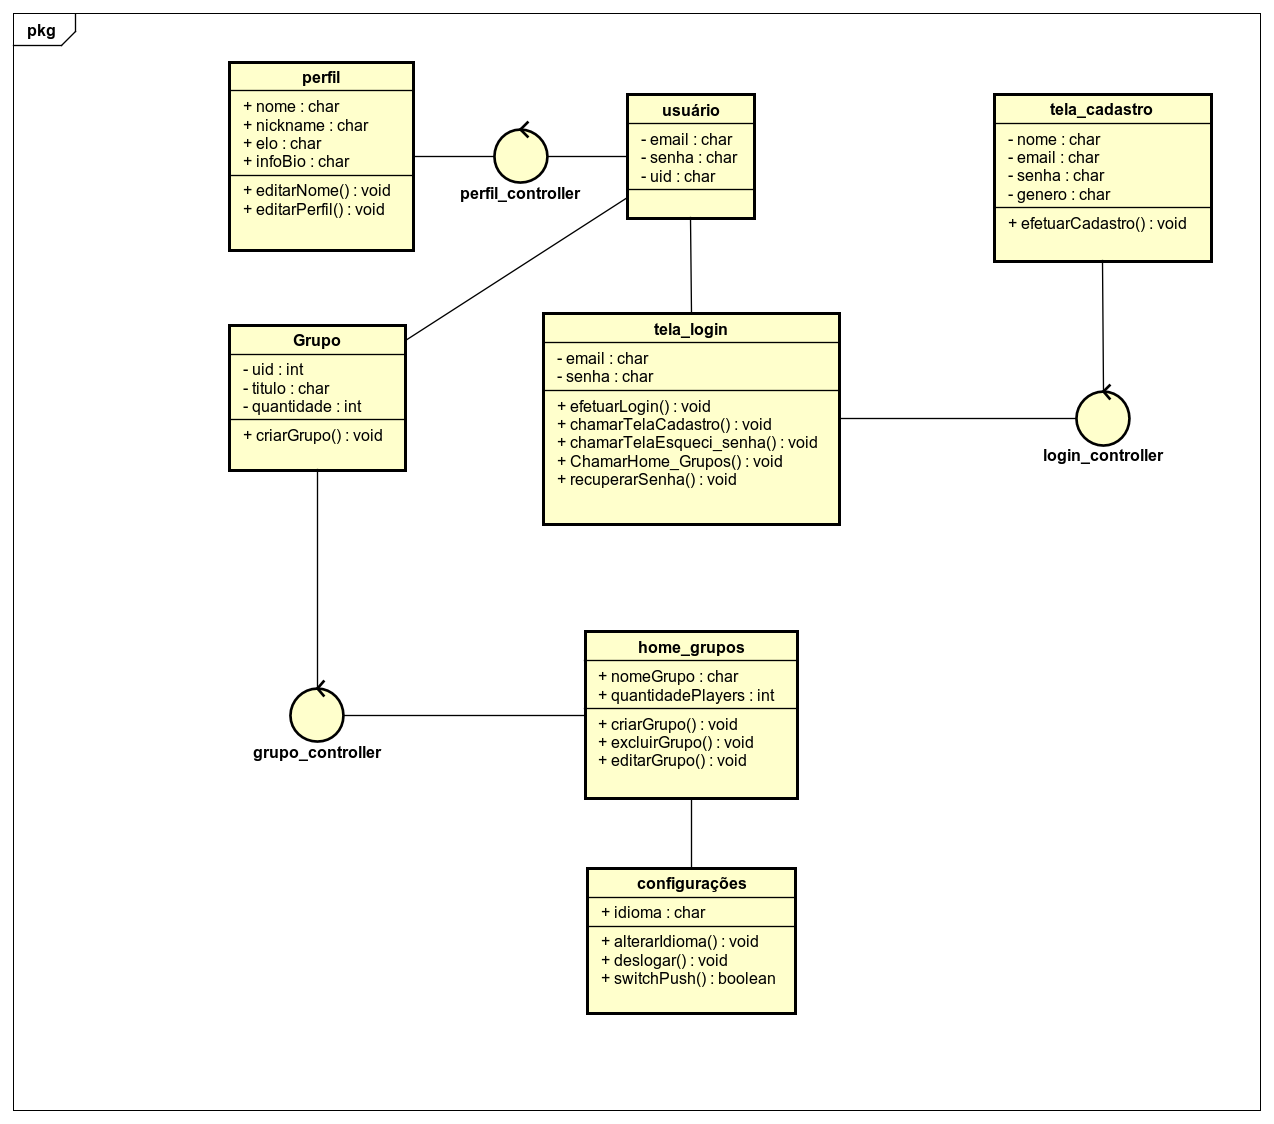 pkg
perfil
+ nome : char
+ nickname : char
+ elo : char
+ infoBio : char
+ editarNome() : void
+ editarPerfil() : void
perfil_controller
usuário
- email : char
- senha : char
- uid : char
tela_cadastro
- nome : char
- email : char
- senha : char
- genero : char
+ efetuarCadastro() : void
Grupo
- uid : int
- titulo : char
- quantidade : int
+ criarGrupo() : void
tela_login
- email : char
- senha : char
+ efetuarLogin() : void
+ chamarTelaCadastro() : void
+ chamarTelaEsqueci_senha() : void
+ ChamarHome_Grupos() : void
+ recuperarSenha() : void
login_controller
home_grupos
+ nomeGrupo : char
+ quantidadePlayers : int
+ criarGrupo() : void
+ excluirGrupo() : void
+ editarGrupo() : void
grupo_controller
configurações
+ idioma : char
+ alterarIdioma() : void
+ deslogar() : void
+ switchPush() : boolean